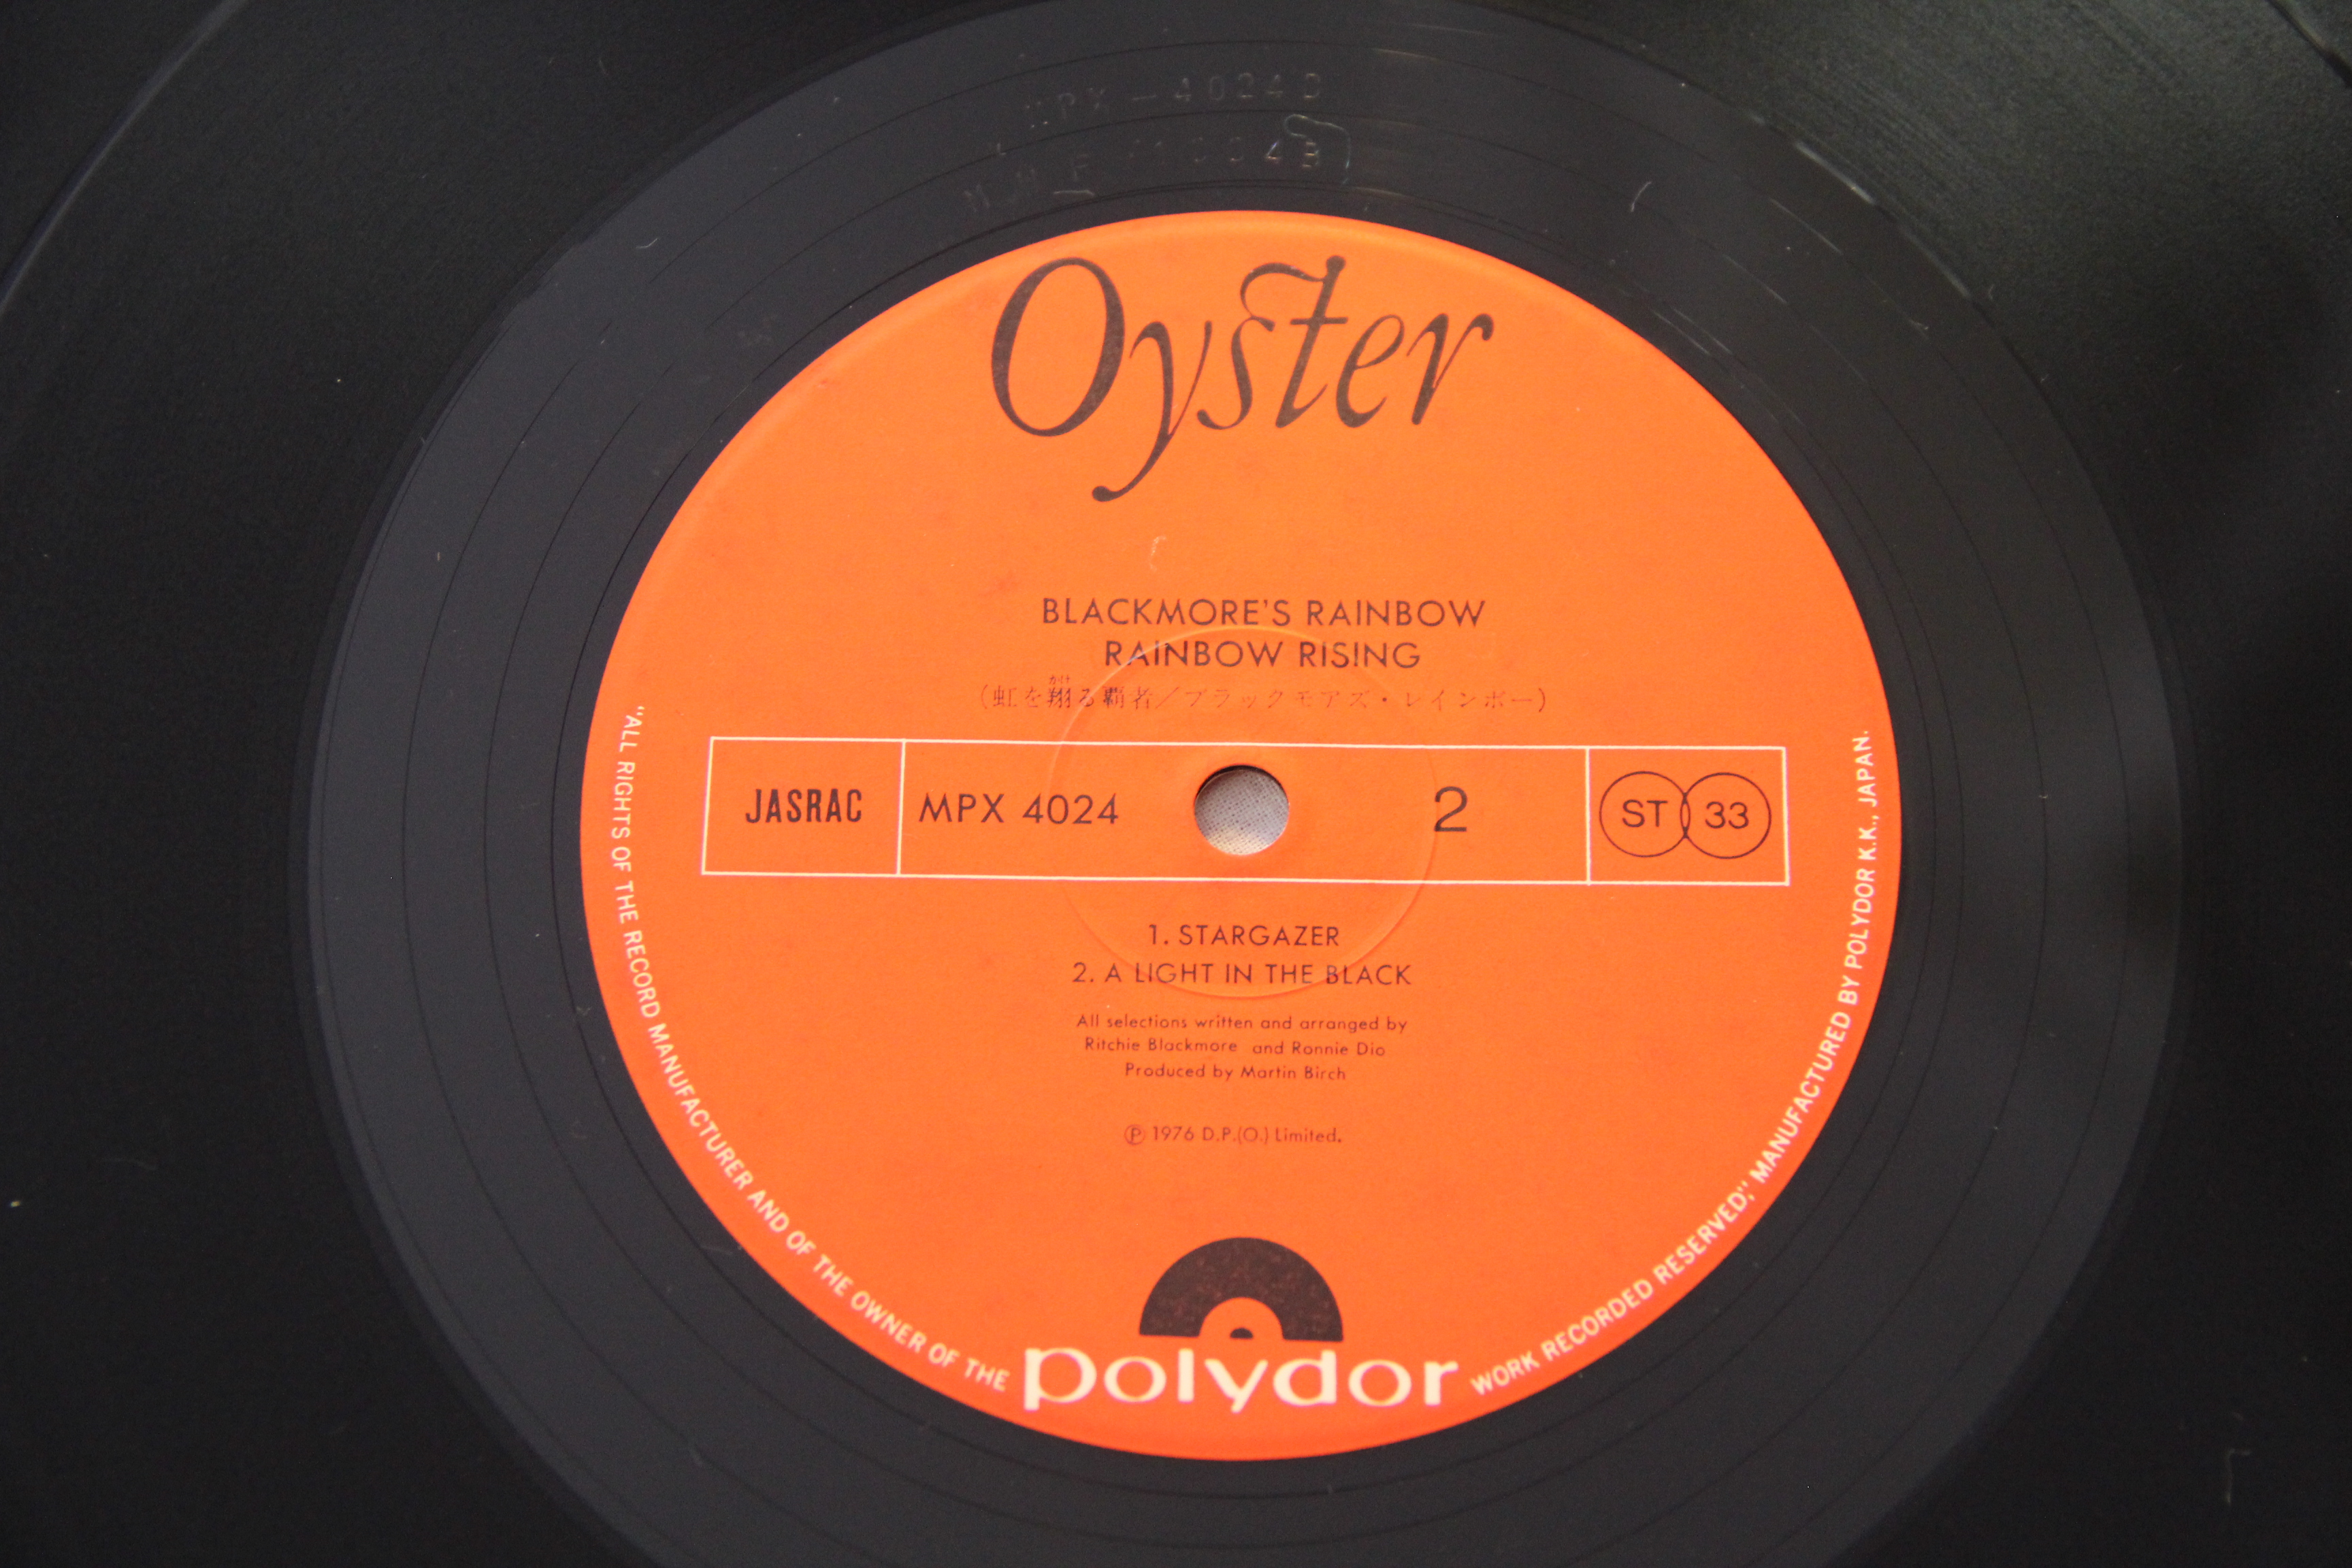 Oyster
BLACKMORE'S RAINBOW
RAINBOW RISING
かけ
(虹を翔る覇者/ブラックモアズ・レインボー)
JASRAC MPX 4024 2 ST 33
1. STARGAZER
2. A LIGHT IN THE BLACK
All selections written and arranged by
Ritchie Blackmore and Ronnie Dio
Produced by Martin Birch
Ⓟ 1976 D.P.(O.) Limited.
polydor
"ALL RIGHTS OF THE RECORD MANUFACTURER AND OF THE OWNER OF THE WORK RECORDED RESERVED," MANUFACTURED BY POLYDOR K.K., JAPAN.